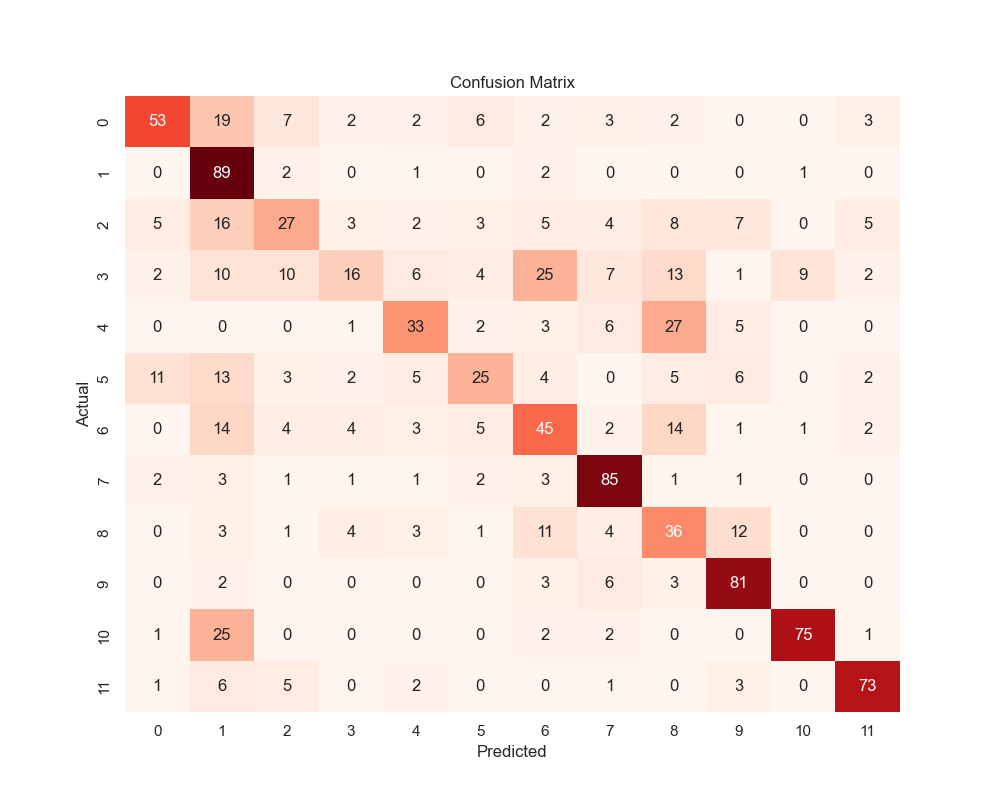 Confusion Matrix
0 53 19 7 2 2 6 2 3 2 0 0 3
1 0 89 2 0 1 0 2 0 0 0 1 0
2 5 16 27 3 2 3 5 4 8 7 0 5
3 2 10 10 16 6 4 25 7 13 1 9 2
4 0 0 0 1 33 2 3 6 27 5 0 0
5 11 13 3 2 5 25 4 0 5 6 0 2
6 0 14 4 4 3 5 45 2 14 1 1 2
7 2 3 1 1 1 2 3 85 1 1 0 0
8 0 3 1 4 3 1 11 4 36 12 0 0
9 0 2 0 0 0 0 3 6 3 81 0 0
10 1 25 0 0 0 0 2 2 0 0 75 1
11 1 6 5 0 2 0 0 1 0 3 0 73
0 1 2 3 4 5 6 7 8 9 10 11
Predicted
Actual